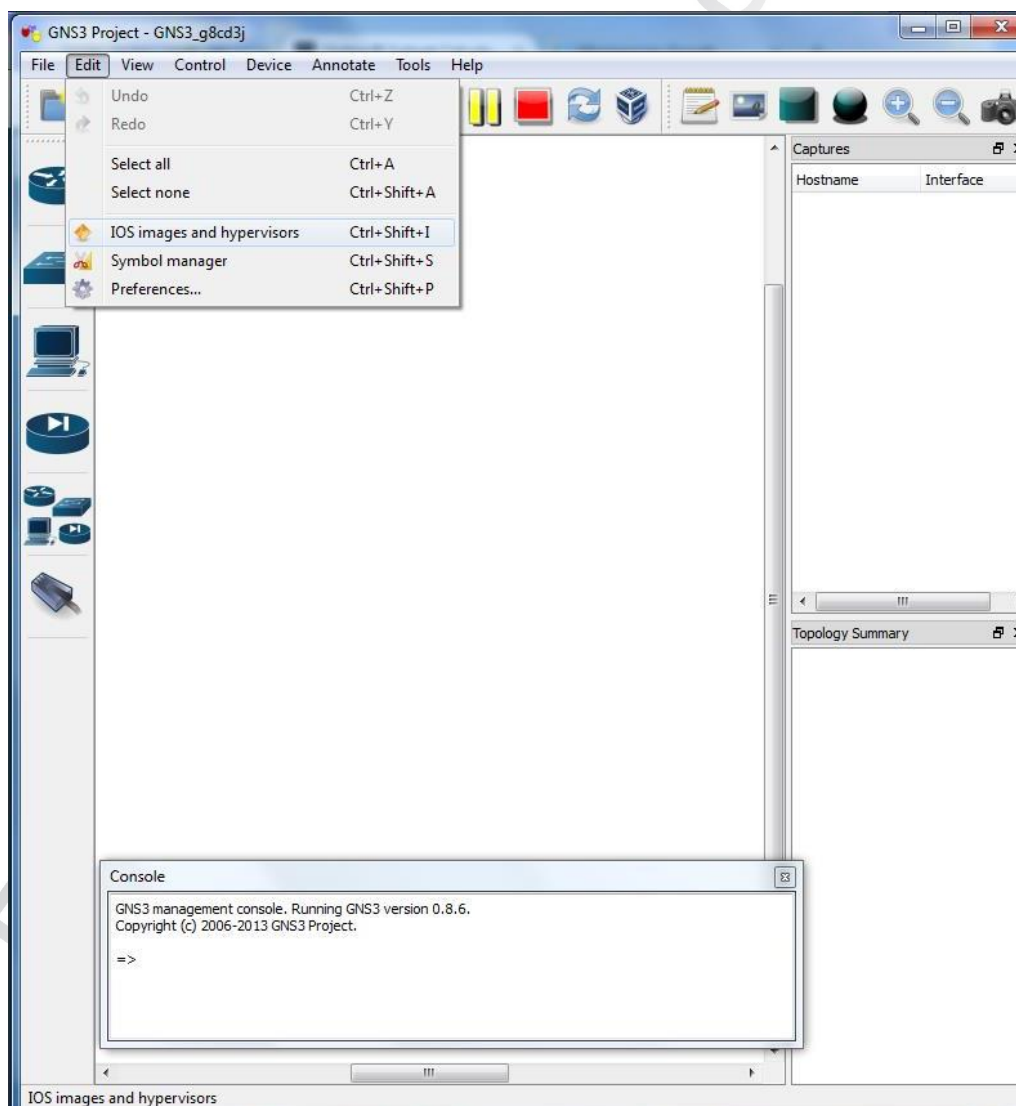 GNS3 Project - GNS3_g8cd3j
File Edit View Control Device Annotate Tools Help
Undo Ctrl+Z
Redo Ctrl+Y
Select all Ctrl+A
Select none Ctrl+Shift+A
IOS images and hypervisors Ctrl+Shift+I
Symbol manager Ctrl+Shift+S
Preferences... Ctrl+Shift+P
Captures
Hostname Interface
Topology Summary
Console
GNS3 management console. Running GNS3 version 0.8.6.
Copyright (c) 2006-2013 GNS3 Project.
=>
IOS images and hypervisors